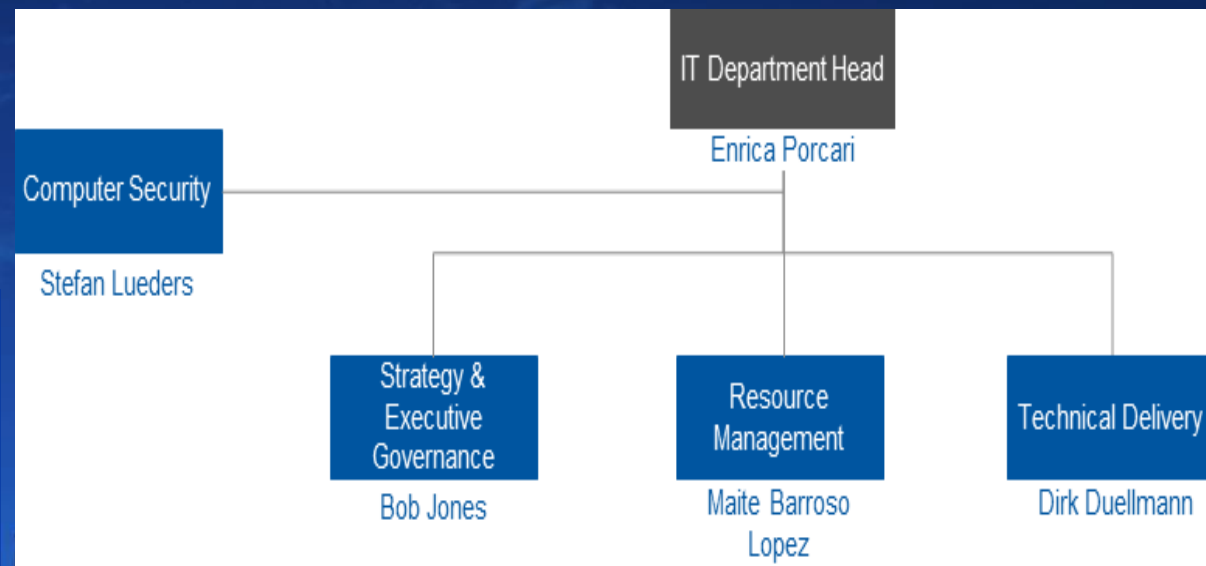 IT Department Head
Enrica Porcari
Computer Security
Stefan Lueders
Strategy &
Executive
Governance
Bob Jones
Resource
Management
Maite Barroso
Lopez
Technical Delivery
Dirk Duellmann